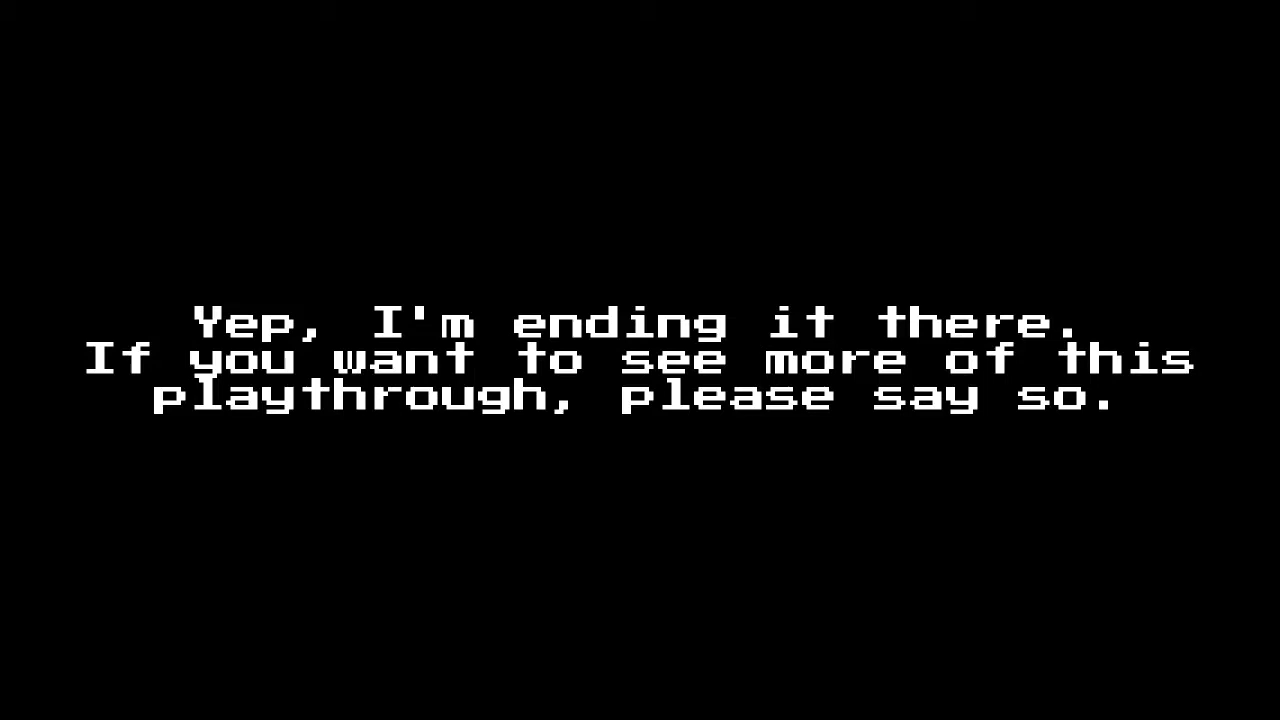 Yep, I'm ending it there.
If you want to see more of this
playthrough, please say so.